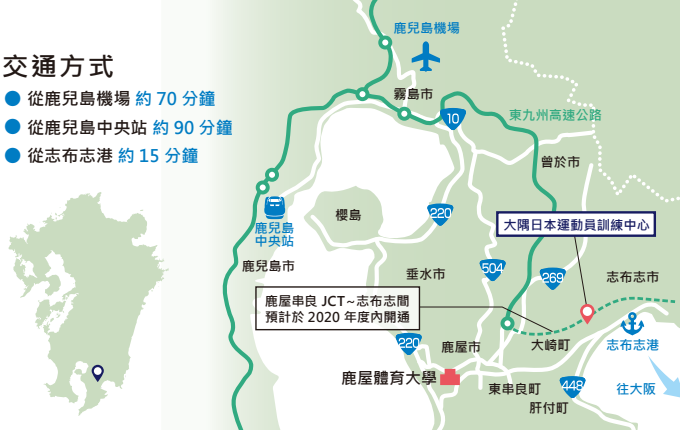 交通方式
從鹿兒島機場 約 70 分鐘
從鹿兒島中央站 約 90 分鐘
從志布志港 約 15 分鐘
鹿兒島機場
霧島市
10
東九州高速公路
曾於市
櫻島
220
大隅日本運動員訓練中心
鹿兒島
中央站
鹿兒島市
垂水市
504
269
志布志市
鹿屋串良 JCT~志布志間
預計於 2020 年度內開通
220
鹿屋市
大崎町
志布志港
鹿屋體育大學
東串良町
448
往大阪
肝付町